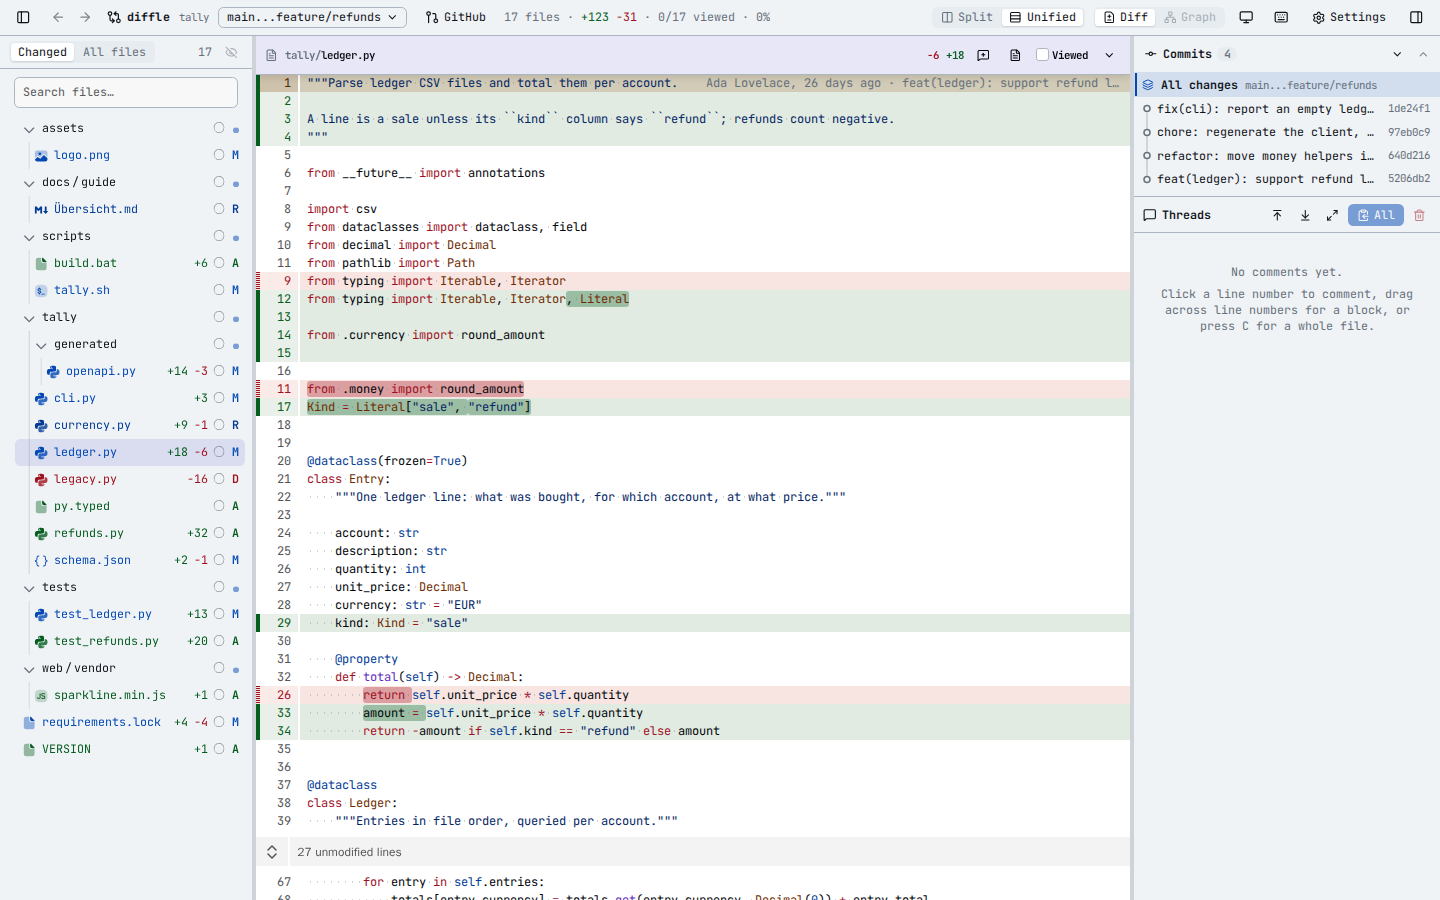 diffle tally main...feature/refunds GitHub 17 files · +123 -31 · 0/17 viewed · 0% Split Unified Diff Graph Settings
Changed All files 17
Search files…
assets
logo.png M
docs/guide
Übersicht.md R
scripts
build.bat +6 A
tally.sh M
tally
generated
openapi.py +14 -3 M
cli.py +3 M
currency.py +9 -1 R
ledger.py +18 -6 M
legacy.py -16 D
py.typed A
refunds.py +32 A
schema.json +2 -1 M
tests
test_ledger.py +13 M
test_refunds.py +20 A
web/vendor
sparkline.min.js +1 A
requirements.lock +4 -4 M
VERSION +1 A
tally/ledger.py -6 +18 Viewed
1 """Parse ledger CSV files and total them per account. Ada Lovelace, 26 days ago · feat(ledger): support refund l…
2
3 A line is a sale unless its ``kind`` column says ``refund``; refunds count negative.
4 """
5
6 from __future__ import annotations
7
8 import csv
9 from dataclasses import dataclass, field
10 from decimal import Decimal
11 from pathlib import Path
9 from typing import Iterable, Iterator
12 from typing import Iterable, Iterator, Literal
13
14 from .currency import round_amount
15
16
11 from .money import round_amount
17 Kind = Literal["sale", "refund"]
18
19
20 @dataclass(frozen=True)
21 class Entry:
22 """One ledger line: what was bought, for which account, at what price."""
23
24 account: str
25 description: str
26 quantity: int
27 unit_price: Decimal
28 currency: str = "EUR"
29 kind: Kind = "sale"
30
31 @property
32 def total(self) -> Decimal:
26 return self.unit_price * self.quantity
33 amount = self.unit_price * self.quantity
34 return -amount if self.kind == "refund" else amount
35
36
37 @dataclass
38 class Ledger:
39 """Entries in file order, queried per account."""
27 unmodified lines
67 for entry in self.entries:
68 totals[entry.currency] = totals.get(entry.currency, Decimal(0)) + entry.total
Commits 4
All changes main...feature/refunds
fix(cli): report an empty ledg… 1de24f1
chore: regenerate the client, … 97eb0c9
refactor: move money helpers i… 640d216
feat(ledger): support refund l… 5206db2
Threads All
No comments yet.
Click a line number to comment, drag
across line numbers for a block, or
press C for a whole file.